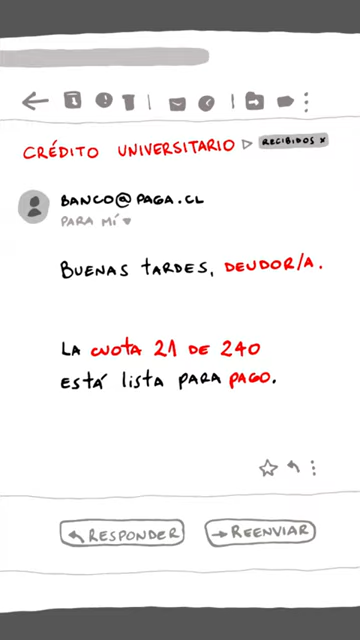 CRÉDITO UNIVERSITARIO
RECIBIDOS x
BANCO@PAGA.CL
PARA MÍ
BUENAS TARDES, DEUDOR/A.
LA CUOTA 21 DE 240
ESTÁ LISTA PARA PAGO.
RESPONDER
REENVIAR